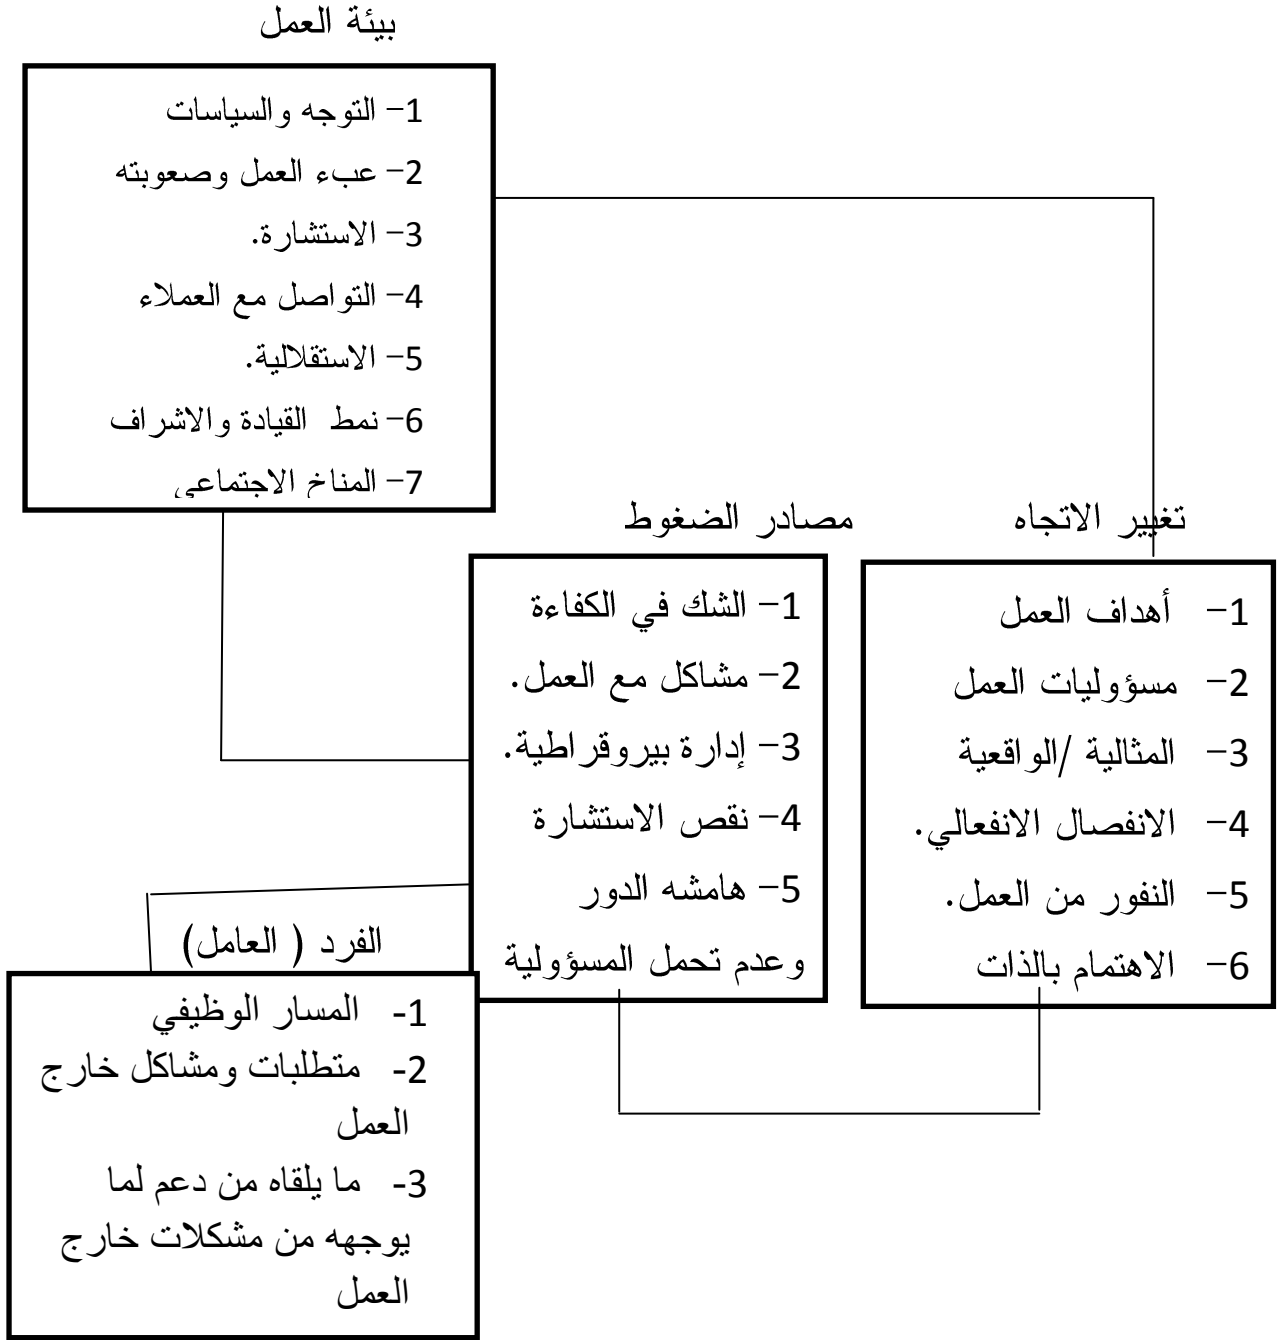 بيئة العمل
1- التوجه والسياسات
2- عبء العمل وصعوبته
3- الاستشارة.
4- التواصل مع العملاء
5- الاستقلالية.
6- نمط القيادة والاشراف
7- المناخ الاجتماعي
مصادر الضغوط
1- الشك في الكفاءة
2- مشاكل مع العمل.
3- إدارة بيروقراطية.
4- نقص الاستشارة
5- هامشه الدور
وعدم تحمل المسؤولية
تغيير الاتجاه
1- أهداف العمل
2- مسؤوليات العمل
3- المثالية /الواقعية
4- الانفصال الانفعالي.
5- النفور من العمل.
6- الاهتمام بالذات
الفرد ( العامل)
1- المسار الوظيفي
2- متطلبات ومشاكل خارج
العمل
3- ما يلقاه من دعم لما
يوجهه من مشكلات خارج
العمل